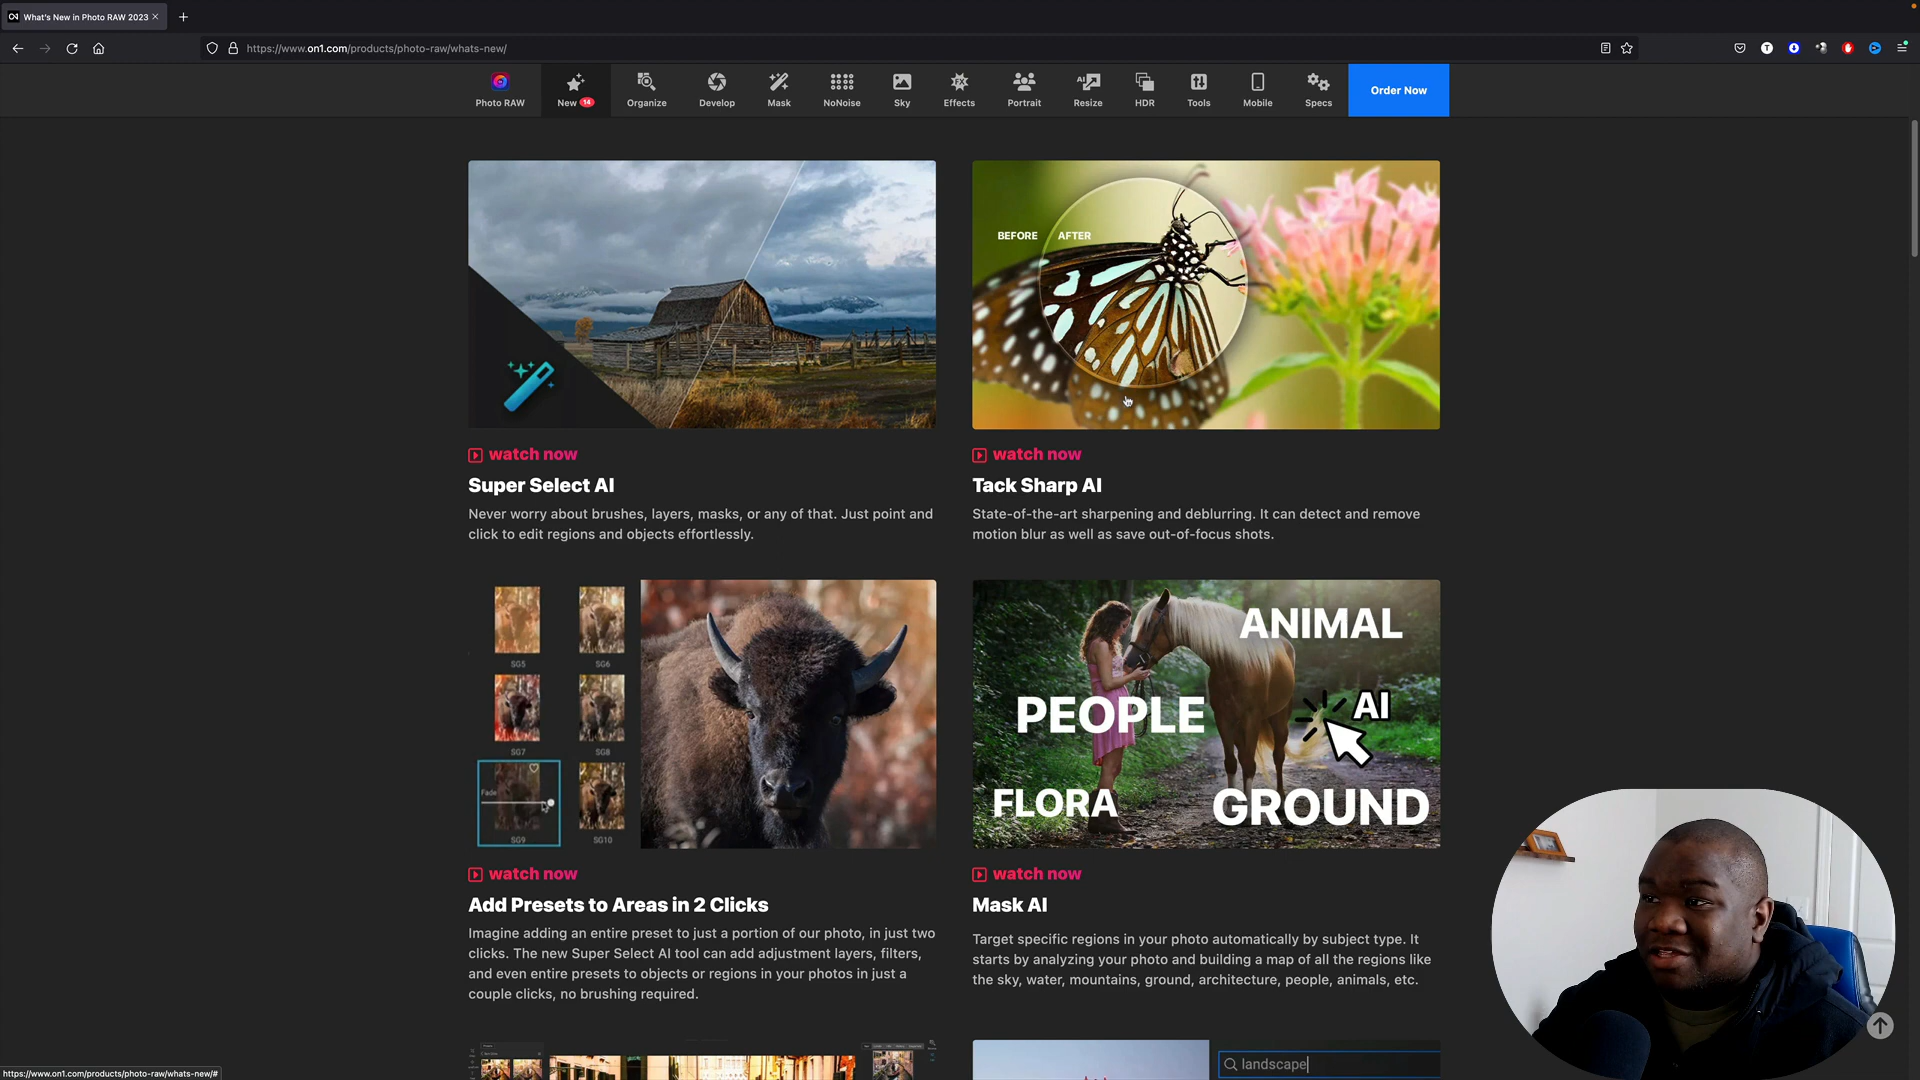 What's New in Photo RAW 2023
https://www.on1.com/products/photo-raw/whats-new/
Photo RAW
New 14
Organize
Develop
Mask
NoNoise
Sky
Effects
Portrait
Resize
HDR
Tools
Mobile
Specs
Order Now
BEFORE AFTER
watch now
Super Select AI
Never worry about brushes, layers, masks, or any of that. Just point and
click to edit regions and objects effortlessly.
watch now
Tack Sharp AI
State-of-the-art sharpening and deblurring. It can detect and remove
motion blur as well as save out-of-focus shots.
SG5
SG6
SG7
SG8
Fade
SG9
SG10
ANIMAL
PEOPLE
AI
FLORA
GROUND
watch now
Add Presets to Areas in 2 Clicks
Imagine adding an entire preset to just a portion of our photo, in just two
clicks. The new Super Select AI tool can add adjustment layers, filters,
and even entire presets to objects or regions in your photos in just a
couple clicks, no brushing required.
watch now
Mask AI
Target specific regions in your photo automatically by subject type. It
starts by analyzing your photo and building a map of all the regions like
the sky, water, mountains, ground, architecture, people, animals, etc.
landscape
https://www.on1.com/products/photo-raw/whats-new/#